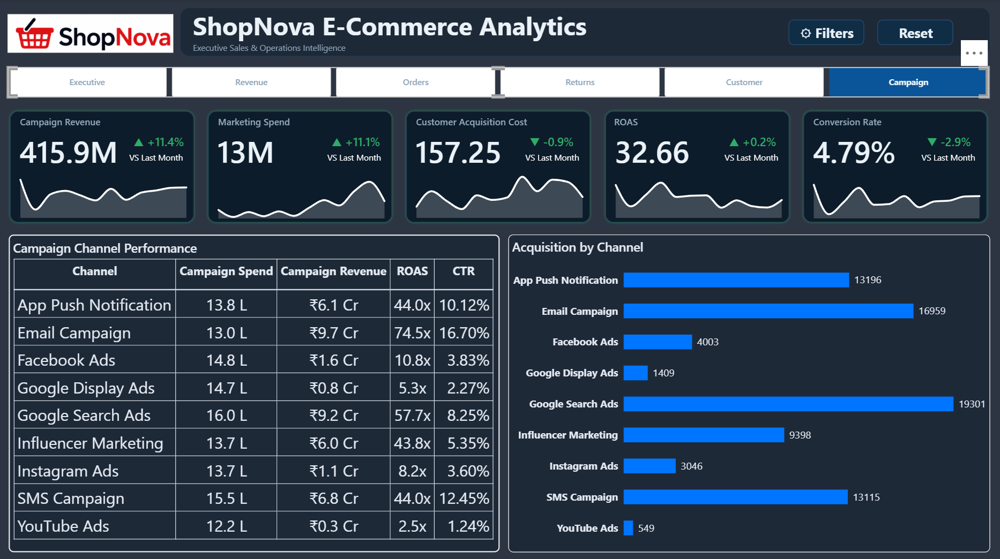 ShopNova
ShopNova E-Commerce Analytics
Executive Sales & Operations Intelligence
Filters
Reset
Executive
Revenue
Orders
Returns
Customer
Campaign
Campaign Revenue
415.9M
▲ +11.4%
VS Last Month
Marketing Spend
13M
▲ +11.1%
VS Last Month
Customer Acquisition Cost
157.25
▼ -0.9%
VS Last Month
ROAS
32.66
▲ +0.2%
VS Last Month
Conversion Rate
4.79%
▼ -2.9%
VS Last Month
Campaign Channel Performance
Channel Campaign Spend Campaign Revenue ROAS CTR
App Push Notification 13.8 L ₹6.1 Cr 44.0x 10.12%
Email Campaign 13.0 L ₹9.7 Cr 74.5x 16.70%
Facebook Ads 14.8 L ₹1.6 Cr 10.8x 3.83%
Google Display Ads 14.7 L ₹0.8 Cr 5.3x 2.27%
Google Search Ads 16.0 L ₹9.2 Cr 57.7x 8.25%
Influencer Marketing 13.7 L ₹6.0 Cr 43.8x 5.35%
Instagram Ads 13.7 L ₹1.1 Cr 8.2x 3.60%
SMS Campaign 15.5 L ₹6.8 Cr 44.0x 12.45%
YouTube Ads 12.2 L ₹0.3 Cr 2.5x 1.24%
Acquisition by Channel
App Push Notification 13196
Email Campaign 16959
Facebook Ads 4003
Google Display Ads 1409
Google Search Ads 19301
Influencer Marketing 9398
Instagram Ads 3046
SMS Campaign 13115
YouTube Ads 549